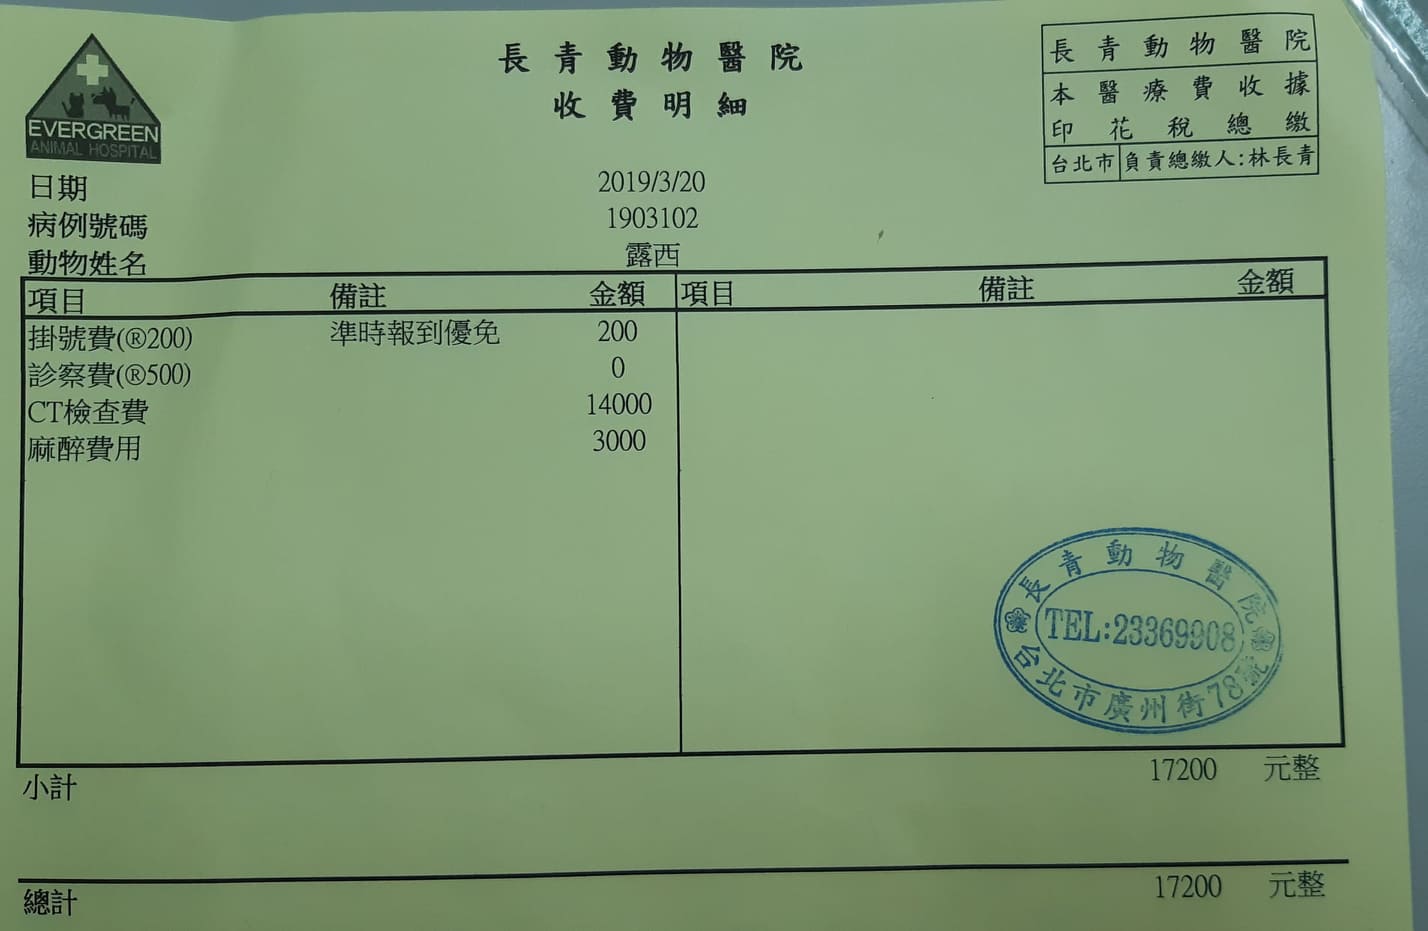 EVERGREEN
ANIMAL HOSPITAL
長青動物醫院
收費明細
長青動物醫院
本醫療費收據
印花稅總繳
台北市 負責總繳人:林長青
日期 2019/3/20
病例號碼 1903102
動物姓名 露西
項目 備註 金額 項目 備註 金額
掛號費(®200) 準時報到優免 200
診察費(®500) 0
CT檢查費 14000
麻醉費用 3000
長青動物醫院
TEL:23369908
台北市廣州街78號
小計 17200 元整
總計 17200 元整